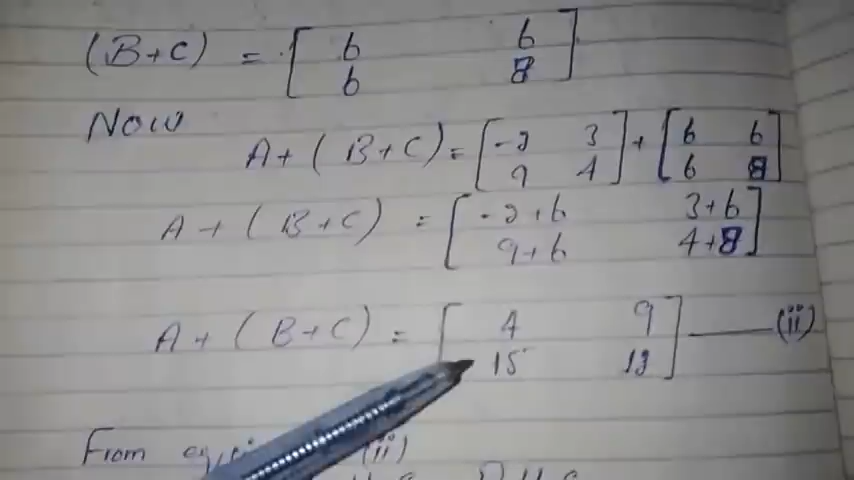 (B+C) = [ 6 6
6 8 ]
Now
A+(B+C) = [ -2 3 ] + [ 6 6 ]
9 4 6 8
A+(B+C) = [ -2+6 3+6 ]
9+6 4+8
A+(B+C) = [ 4 9 ] — (ii)
15 12
From (ii)